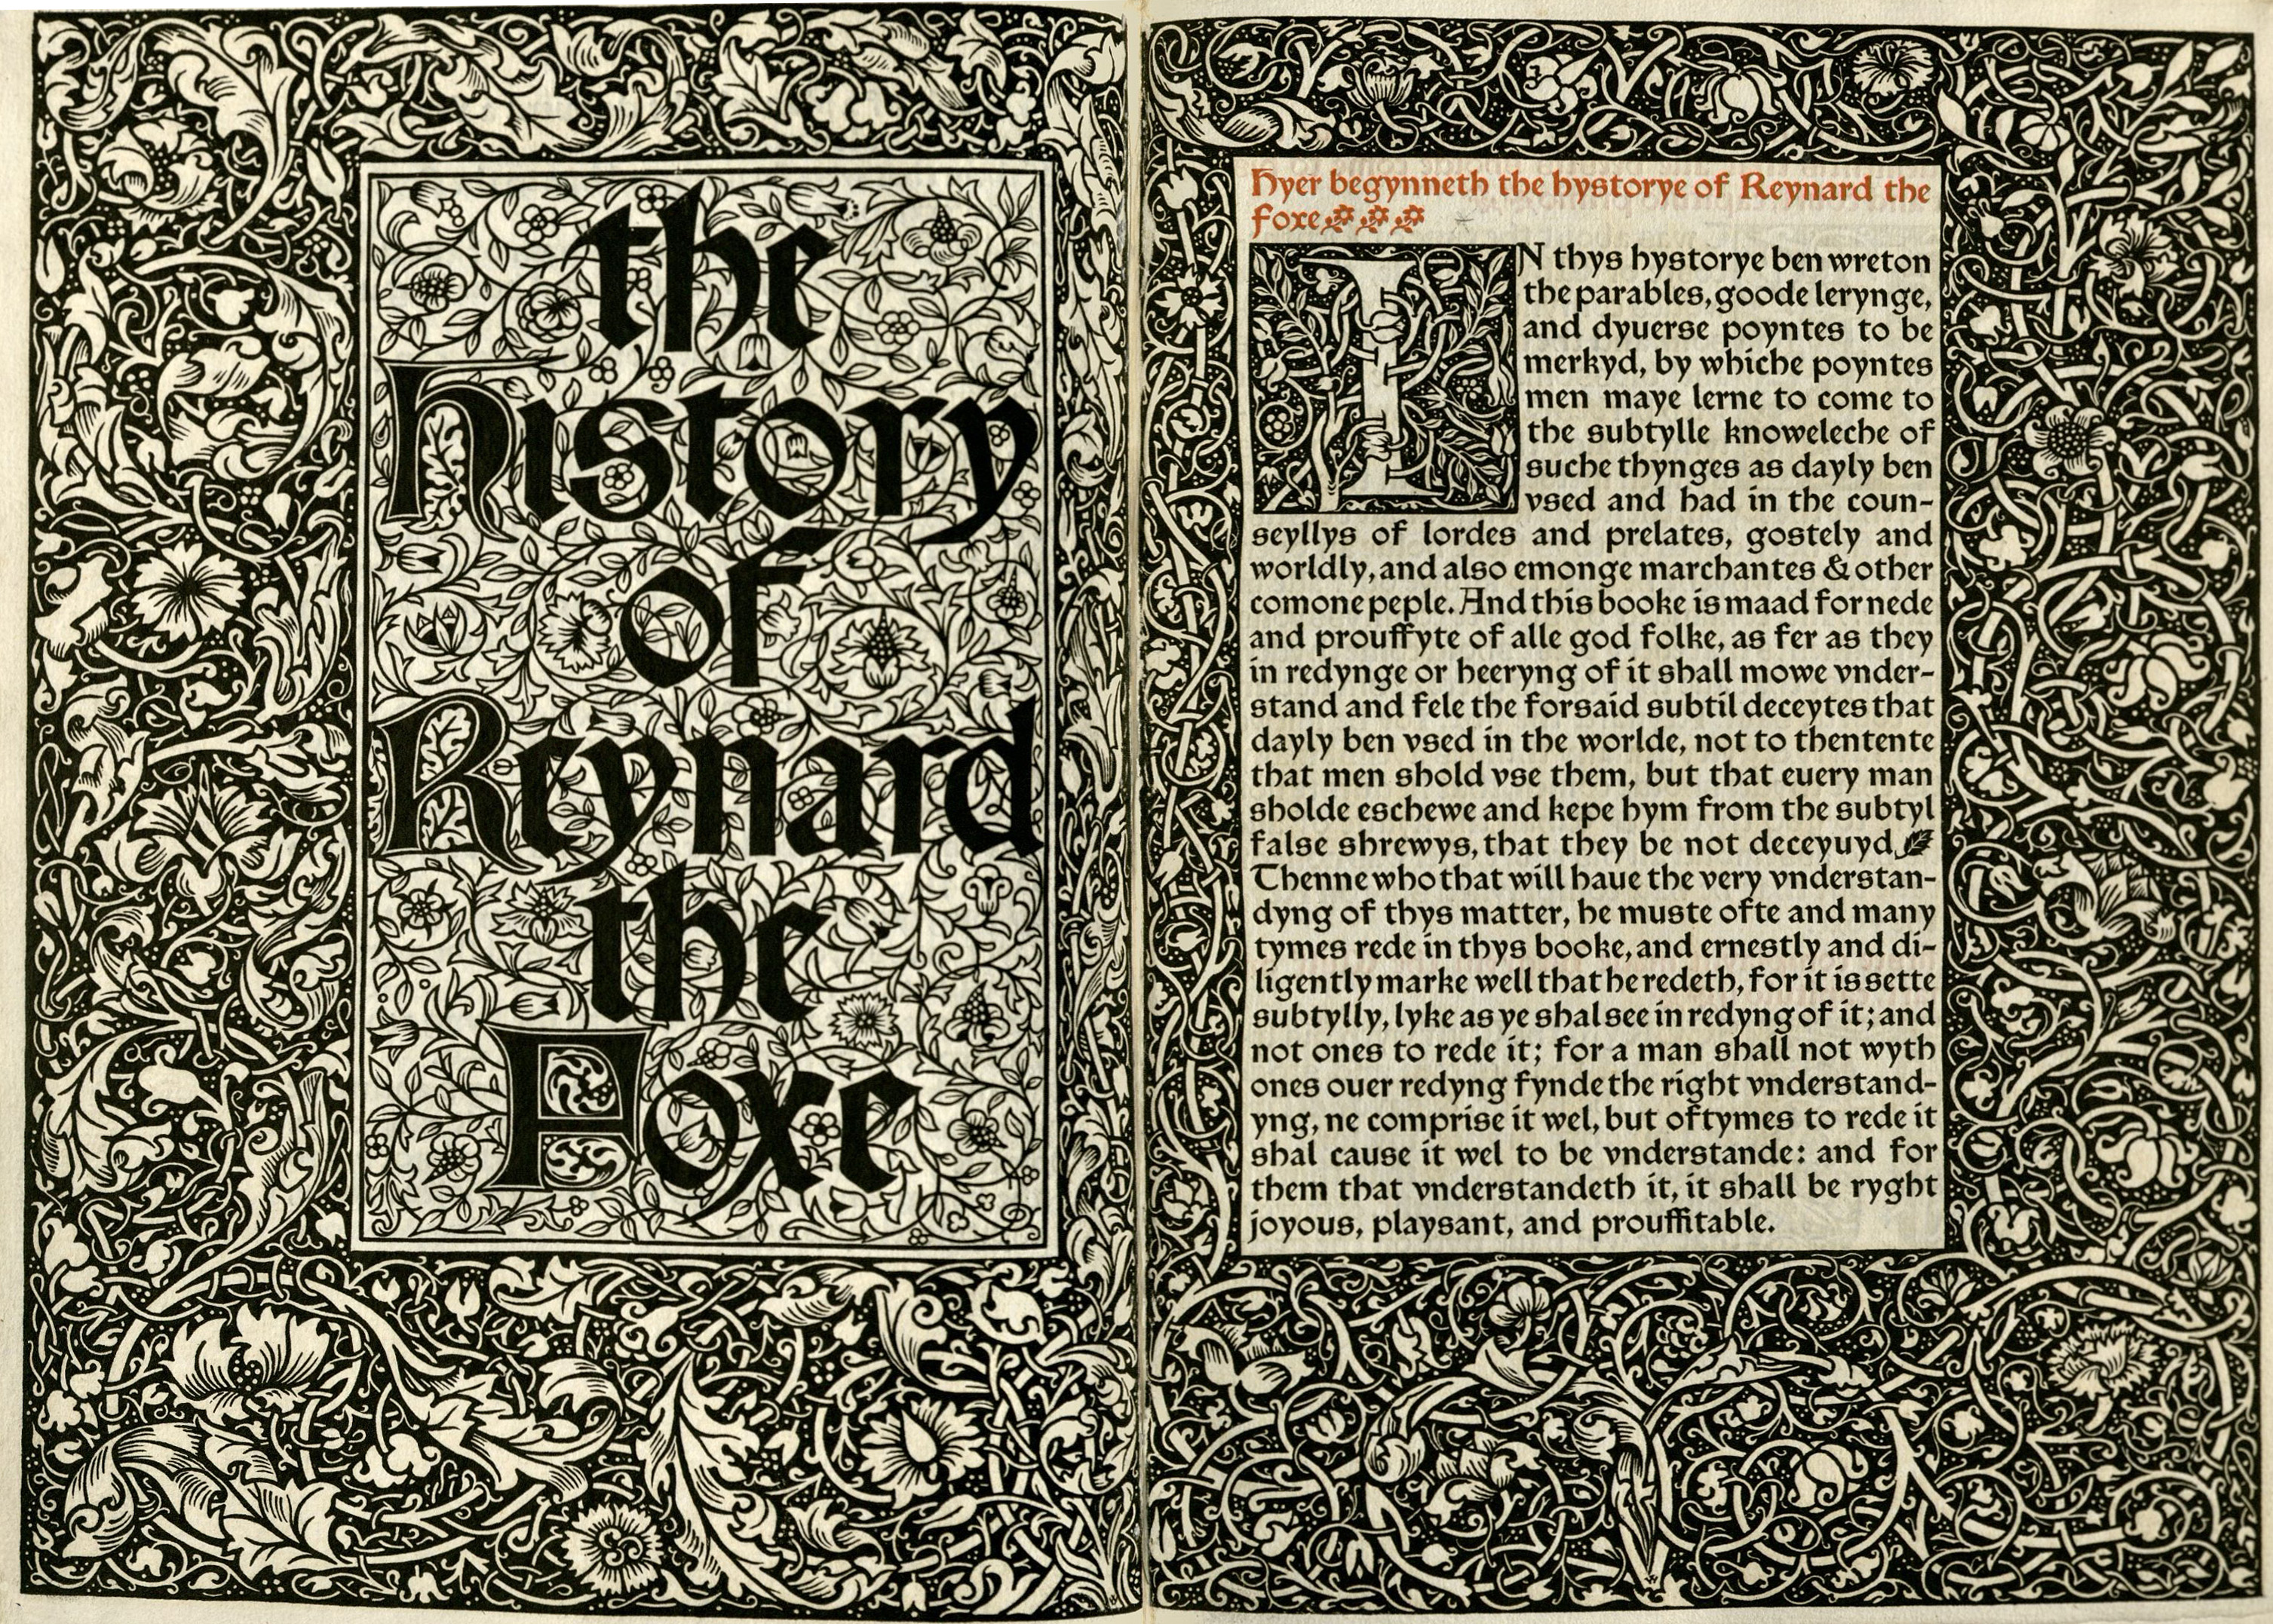 the
history
of
Reynard
the
Foxe
Hyer begynneth the hystorye of Reynard the
foxe
IN thys hystorye ben wreton
the parables, goode lerynge,
and dyuerse poyntes to be
merkyd, by whiche poyntes
men maye lerne to come to
the subtylle knoweleche of
suche thynges as dayly ben
vsed and had in the coun-
seyllys of lordes and prelates, gostely and
worldly, and also emonge marchantes & other
comone peple. And this booke is maad for nede
and prouffyte of alle god folke, as fer as they
in redynge or heeryng of it shall mowe vnder-
stand and fele the forsaid subtil deceytes that
dayly ben vsed in the worlde, not to thentente
that men shold vse them, but that euery man
sholde eschewe and kepe hym from the subtyl
false shrewys, that they be not deceyuyd.
Thenne who that will haue the very vnderstan-
dyng of thys matter, he muste ofte and many
tymes rede in thys booke, and ernestly and di-
ligently marke well that he redeth, for it is sette
subtylly, lyke as ye shal see in redyng of it; and
not ones to rede it; for a man shall not wyth
ones ouer redyng fynde the right vnderstand-
yng, ne comprise it wel, but oftymes to rede it
shal cause it wel to be vnderstande: and for
them that vnderstandeth it, it shall be ryght
joyous, playsant, and prouffitable.